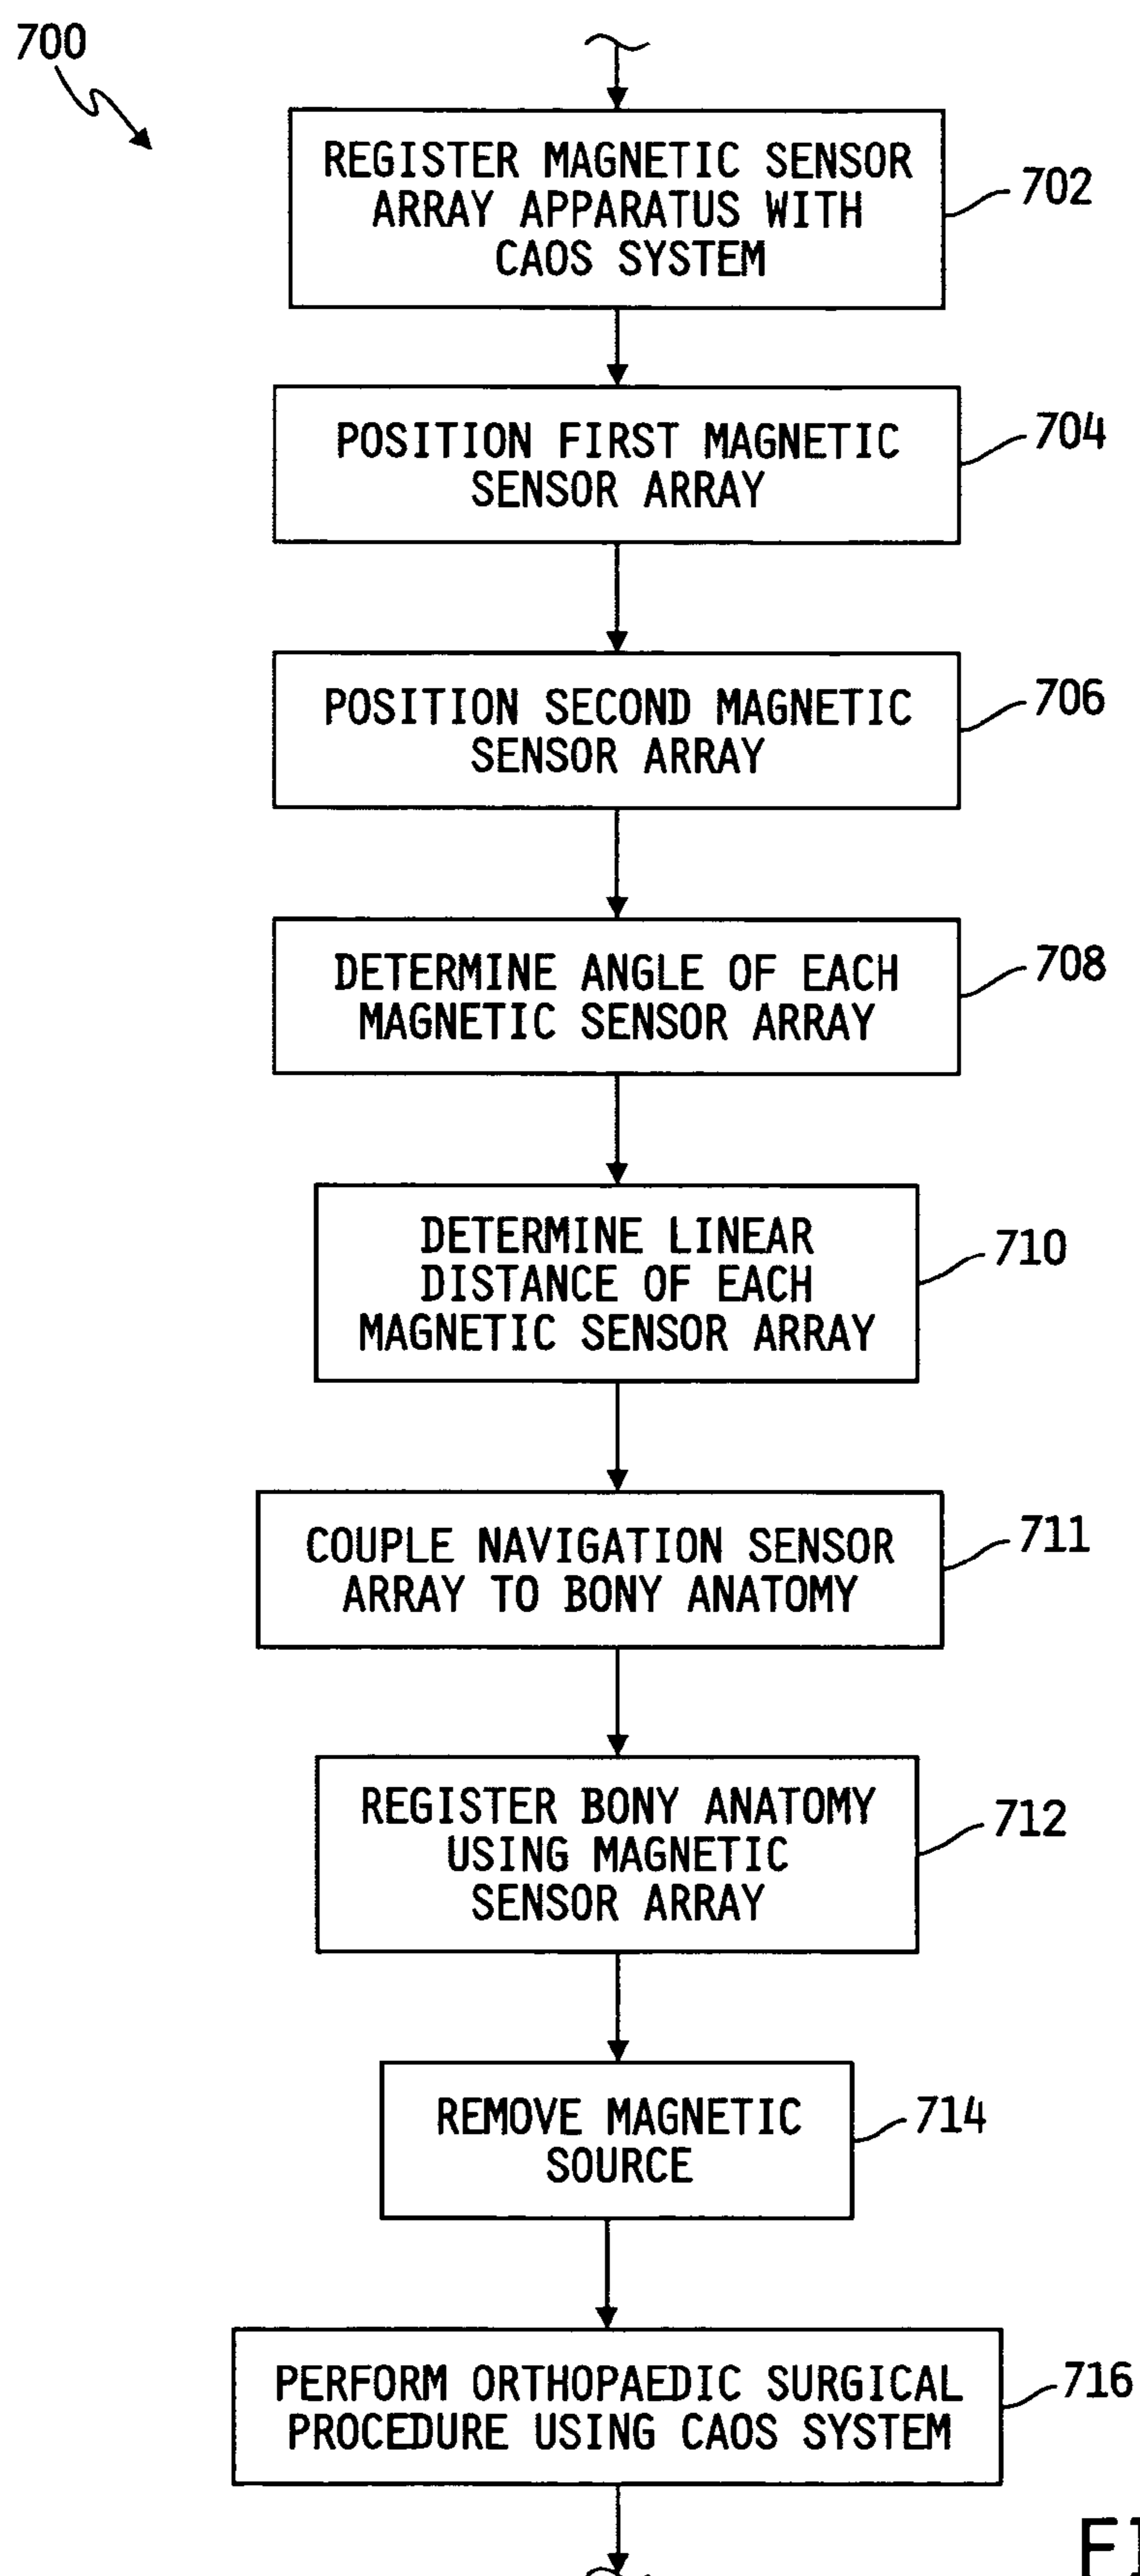 700
REGISTER MAGNETIC SENSOR
ARRAY APPARATUS WITH
CAOS SYSTEM
702
POSITION FIRST MAGNETIC
SENSOR ARRAY
704
POSITION SECOND MAGNETIC
SENSOR ARRAY
706
DETERMINE ANGLE OF EACH
MAGNETIC SENSOR ARRAY
708
DETERMINE LINEAR
DISTANCE OF EACH
MAGNETIC SENSOR ARRAY
710
COUPLE NAVIGATION SENSOR
ARRAY TO BONY ANATOMY
711
REGISTER BONY ANATOMY
USING MAGNETIC
SENSOR ARRAY
712
REMOVE MAGNETIC
SOURCE
714
PERFORM ORTHOPAEDIC SURGICAL
PROCEDURE USING CAOS SYSTEM
716